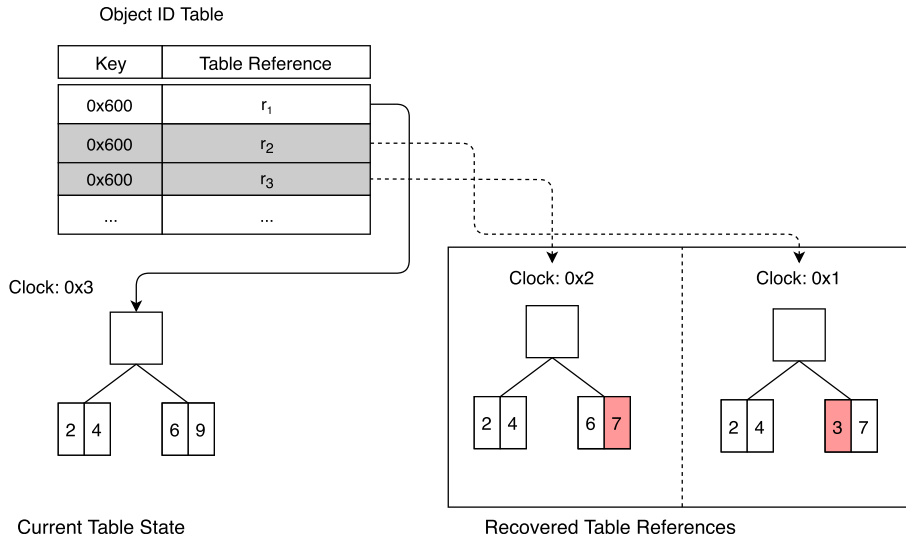 Object ID Table
Key Table Reference
0x600 r₁
0x600 r₂
0x600 r₃
... ...
Clock: 0x3
2 4 6 9
Clock: 0x2 Clock: 0x1
2 4 6 7 2 4 3 7
Current Table State
Recovered Table References